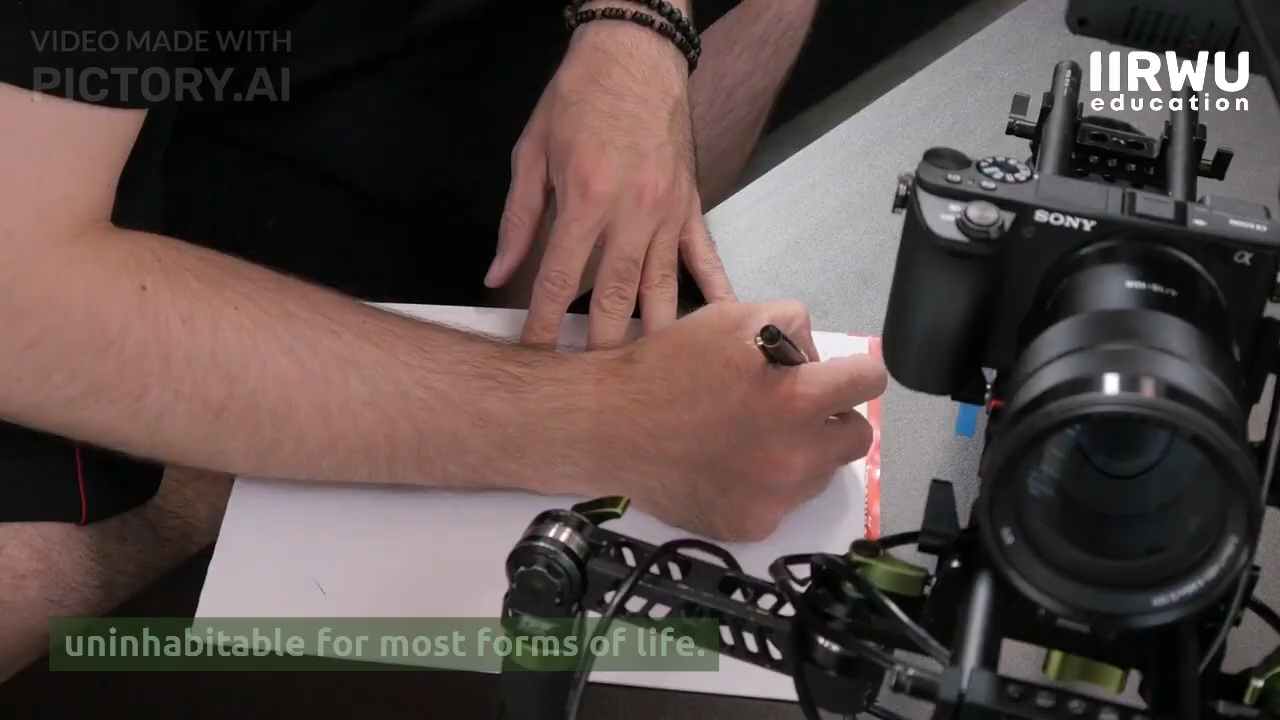 VIDEO MADE WITH
PICTORY.AI
IIRWU
education
SONY
α
uninhabitable for most forms of life.